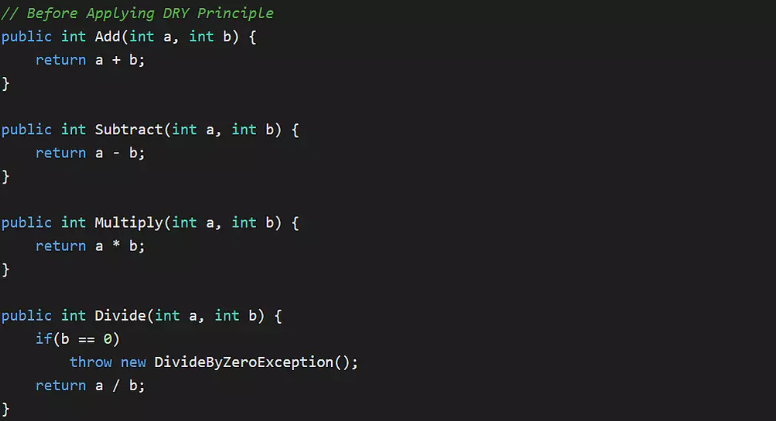 // Before Applying DRY Principle
public int Add(int a, int b) {
    return a + b;
}
public int Subtract(int a, int b) {
    return a - b;
}
public int Multiply(int a, int b) {
    return a * b;
}
public int Divide(int a, int b) {
    if(b == 0)
        throw new DivideByZeroException();
    return a / b;
}